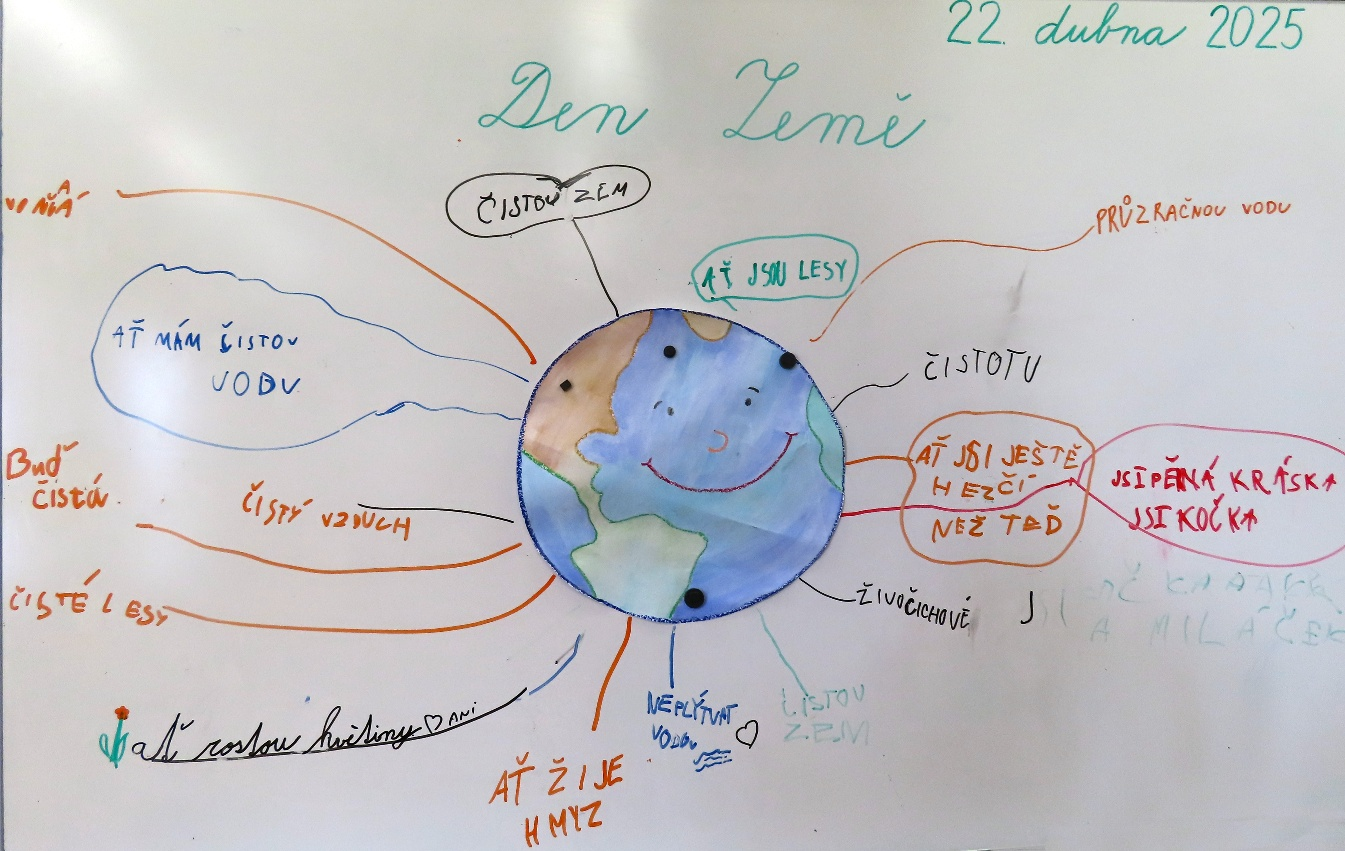 22. dubna 2025
Den Země
ČISTOU ZEM
AŤ JSOU LESY
PRŮZRAČNOU VODU
AŤ MÁM ČISTOU
VODU
ČISTOTU
Buď
čistá
ČISTÝ VZDUCH
AŤ JSI JEŠTĚ
HEZČÍ
NEŽ TEĎ
JSI PĚKNÁ KRÁSKA
JSI KOČKA
ČISTÉ LESY
ŽIVOČICHOVÉ
A MILÁČEK
ať rostou květiny ANI
NEPLÝTVAT
VODOU
ČISTOU
ZEM
AŤ ŽIJE
HMYZ